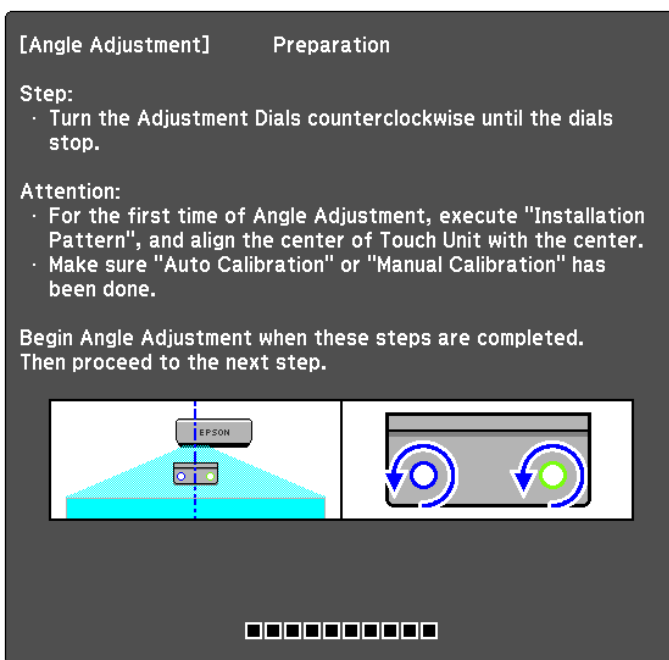 [Angle Adjustment] Preparation
Step:
· Turn the Adjustment Dials counterclockwise until the dials
stop.
Attention:
· For the first time of Angle Adjustment, execute "Installation
Pattern", and align the center of Touch Unit with the center.
· Make sure "Auto Calibration" or "Manual Calibration" has
been done.
Begin Angle Adjustment when these steps are completed.
Then proceed to the next step.
EPSON